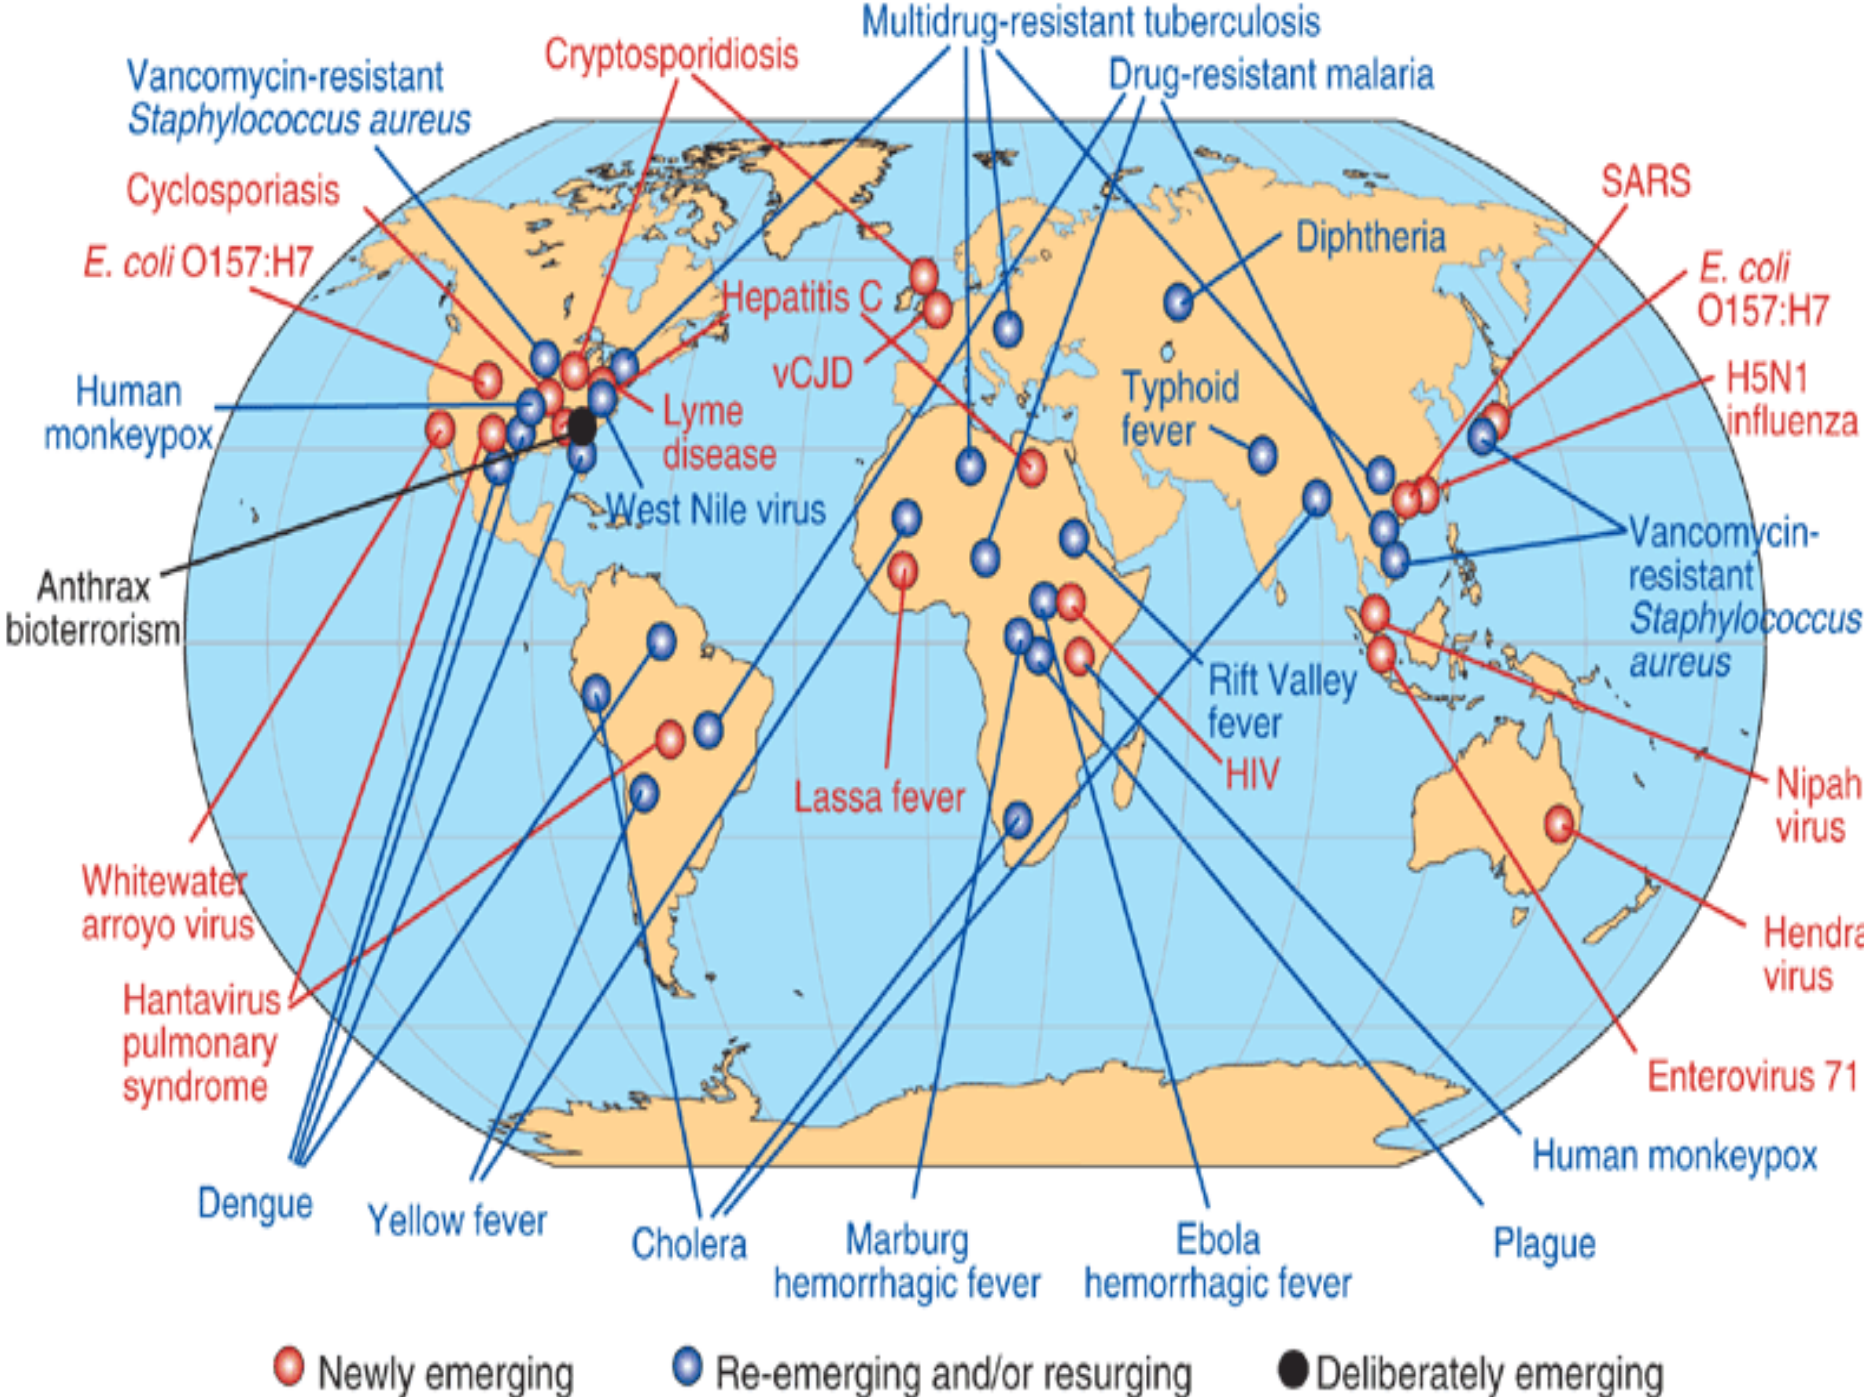 Multidrug-resistant tuberculosis
Cryptosporidiosis
Drug-resistant malaria
Vancomycin-resistant
Staphylococcus aureus
Cyclosporiasis
SARS
E. coli O157:H7
Diphtheria
E. coli
O157:H7
Hepatitis C
vCJD
Human
monkeypox
Typhoid
fever
H5N1
influenza
Lyme
disease
West Nile virus
Vancomycin-
resistant
Staphylococcus
aureus
Anthrax
bioterrorism
Rift Valley
fever
HIV
Lassa fever
Nipah
virus
Whitewater
arroyo virus
Hendra
virus
Hantavirus
pulmonary
syndrome
Enterovirus 71
Human monkeypox
Dengue
Yellow fever
Cholera
Marburg
hemorrhagic fever
Ebola
hemorrhagic fever
Plague
Newly emerging
Re-emerging and/or resurging
Deliberately emerging